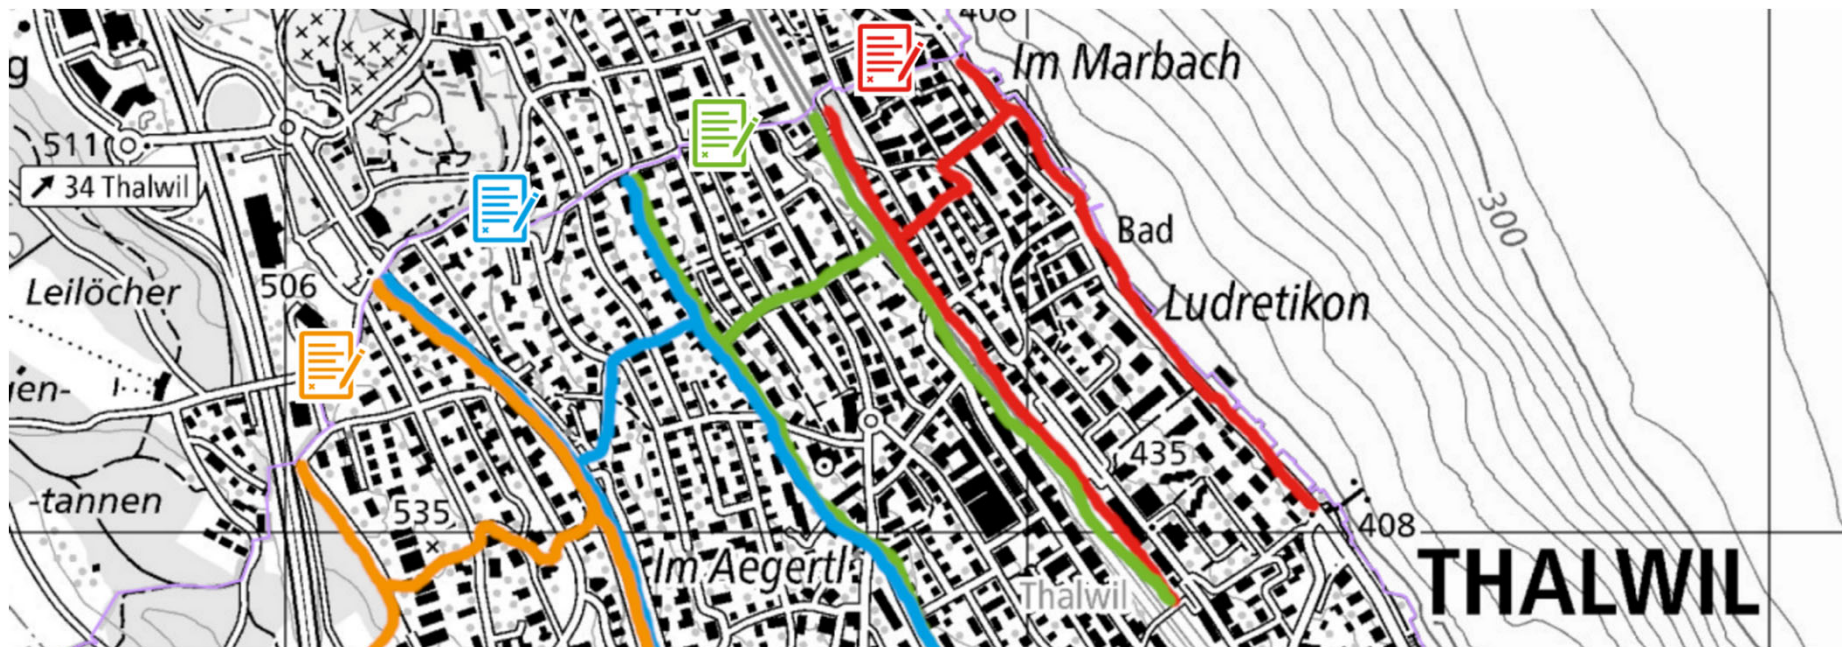 408
Im Marbach
g
511
34 Thalwil
300
Bad
Leilöcher
506
Ludretikon
en-
435
-tannen
535
408
Im Aegertli
Thalwil
THALWIL